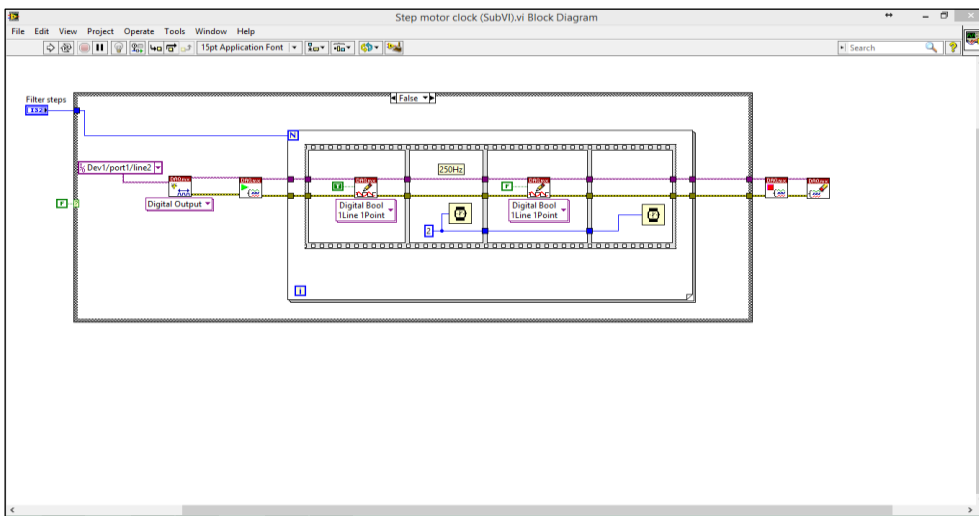 Step motor clock (SubVI).vi Block Diagram
File Edit View Project Operate Tools Window Help
15pt Application Font
Search
Filter steps
I32
False
N
Dev1/port1/line2
250Hz
F
Digital Output
Digital Bool
1Line 1Point
F
Digital Bool
1Line 1Point
2
i